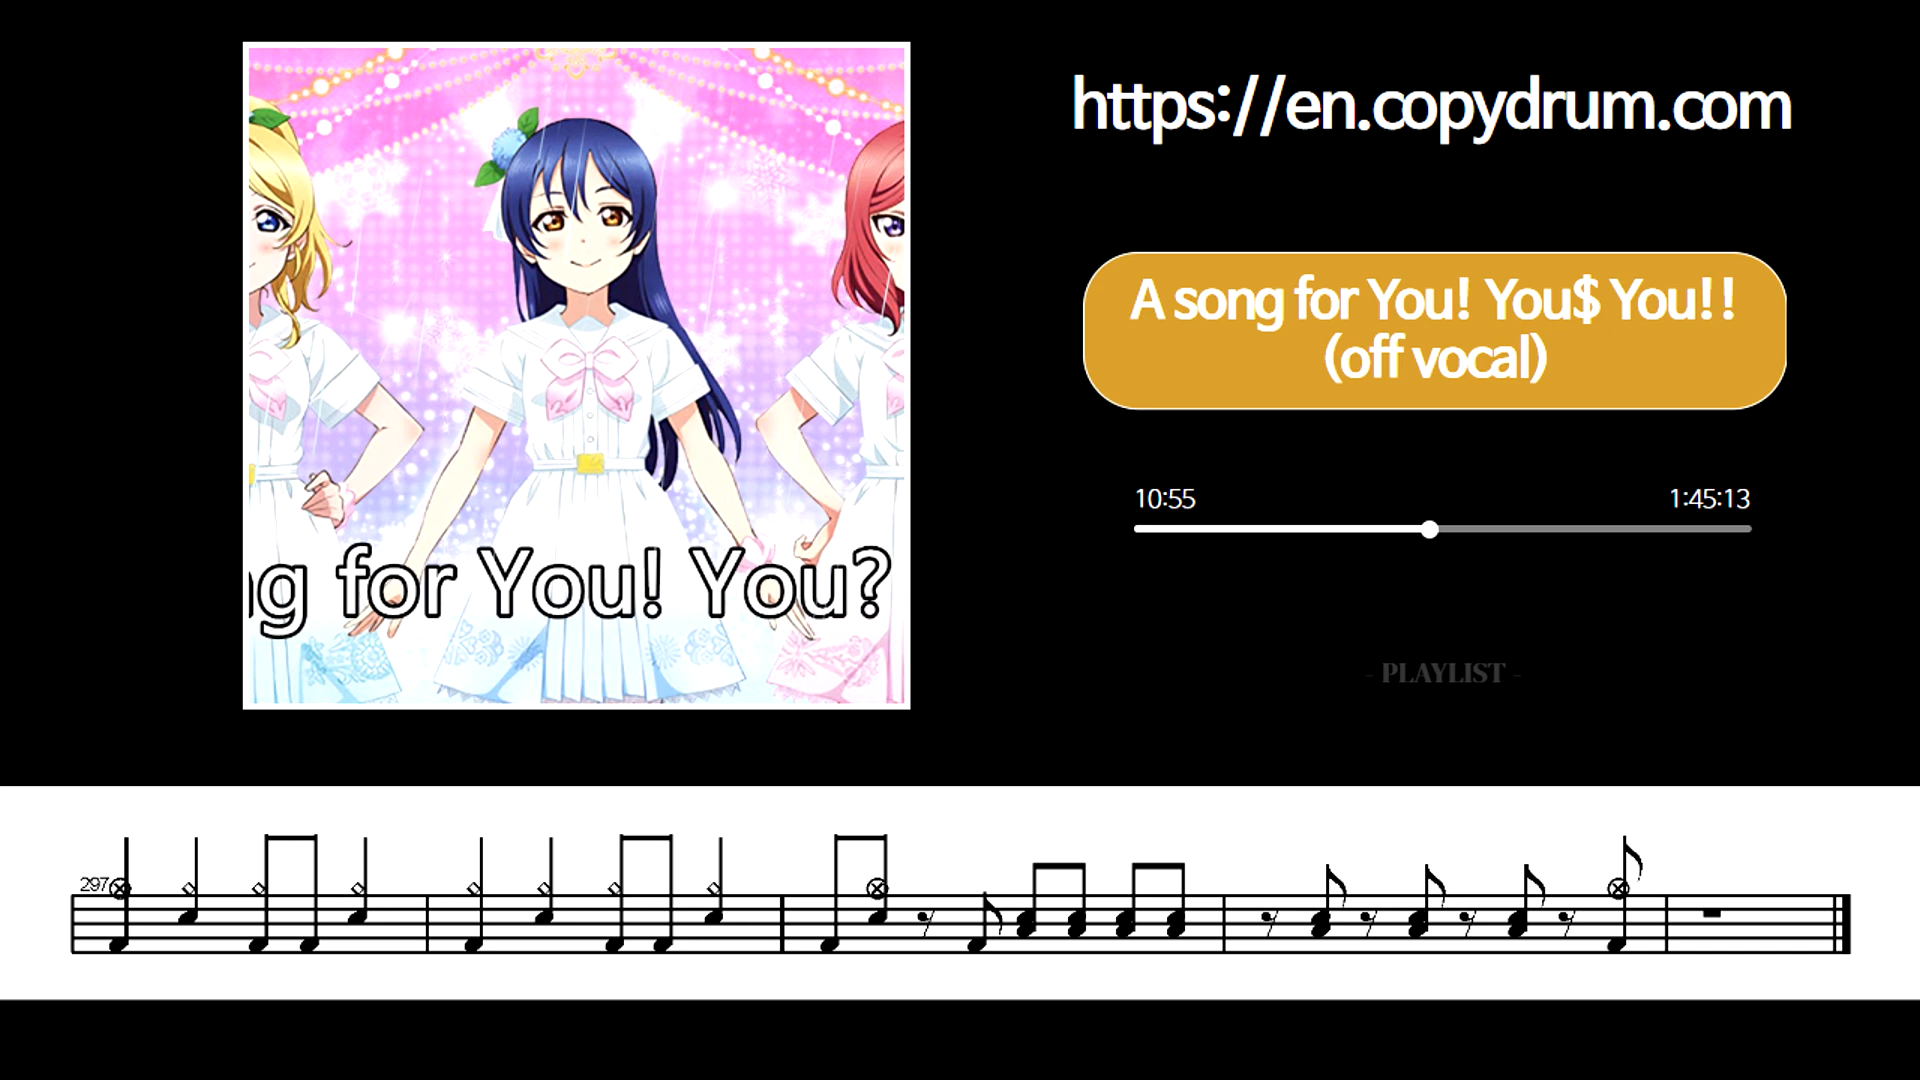 https://en.copydrum.com
A song for You! You$ You!!
(off vocal)
10:55 1:45:13
g for You! You?
- PLAYLIST -
297